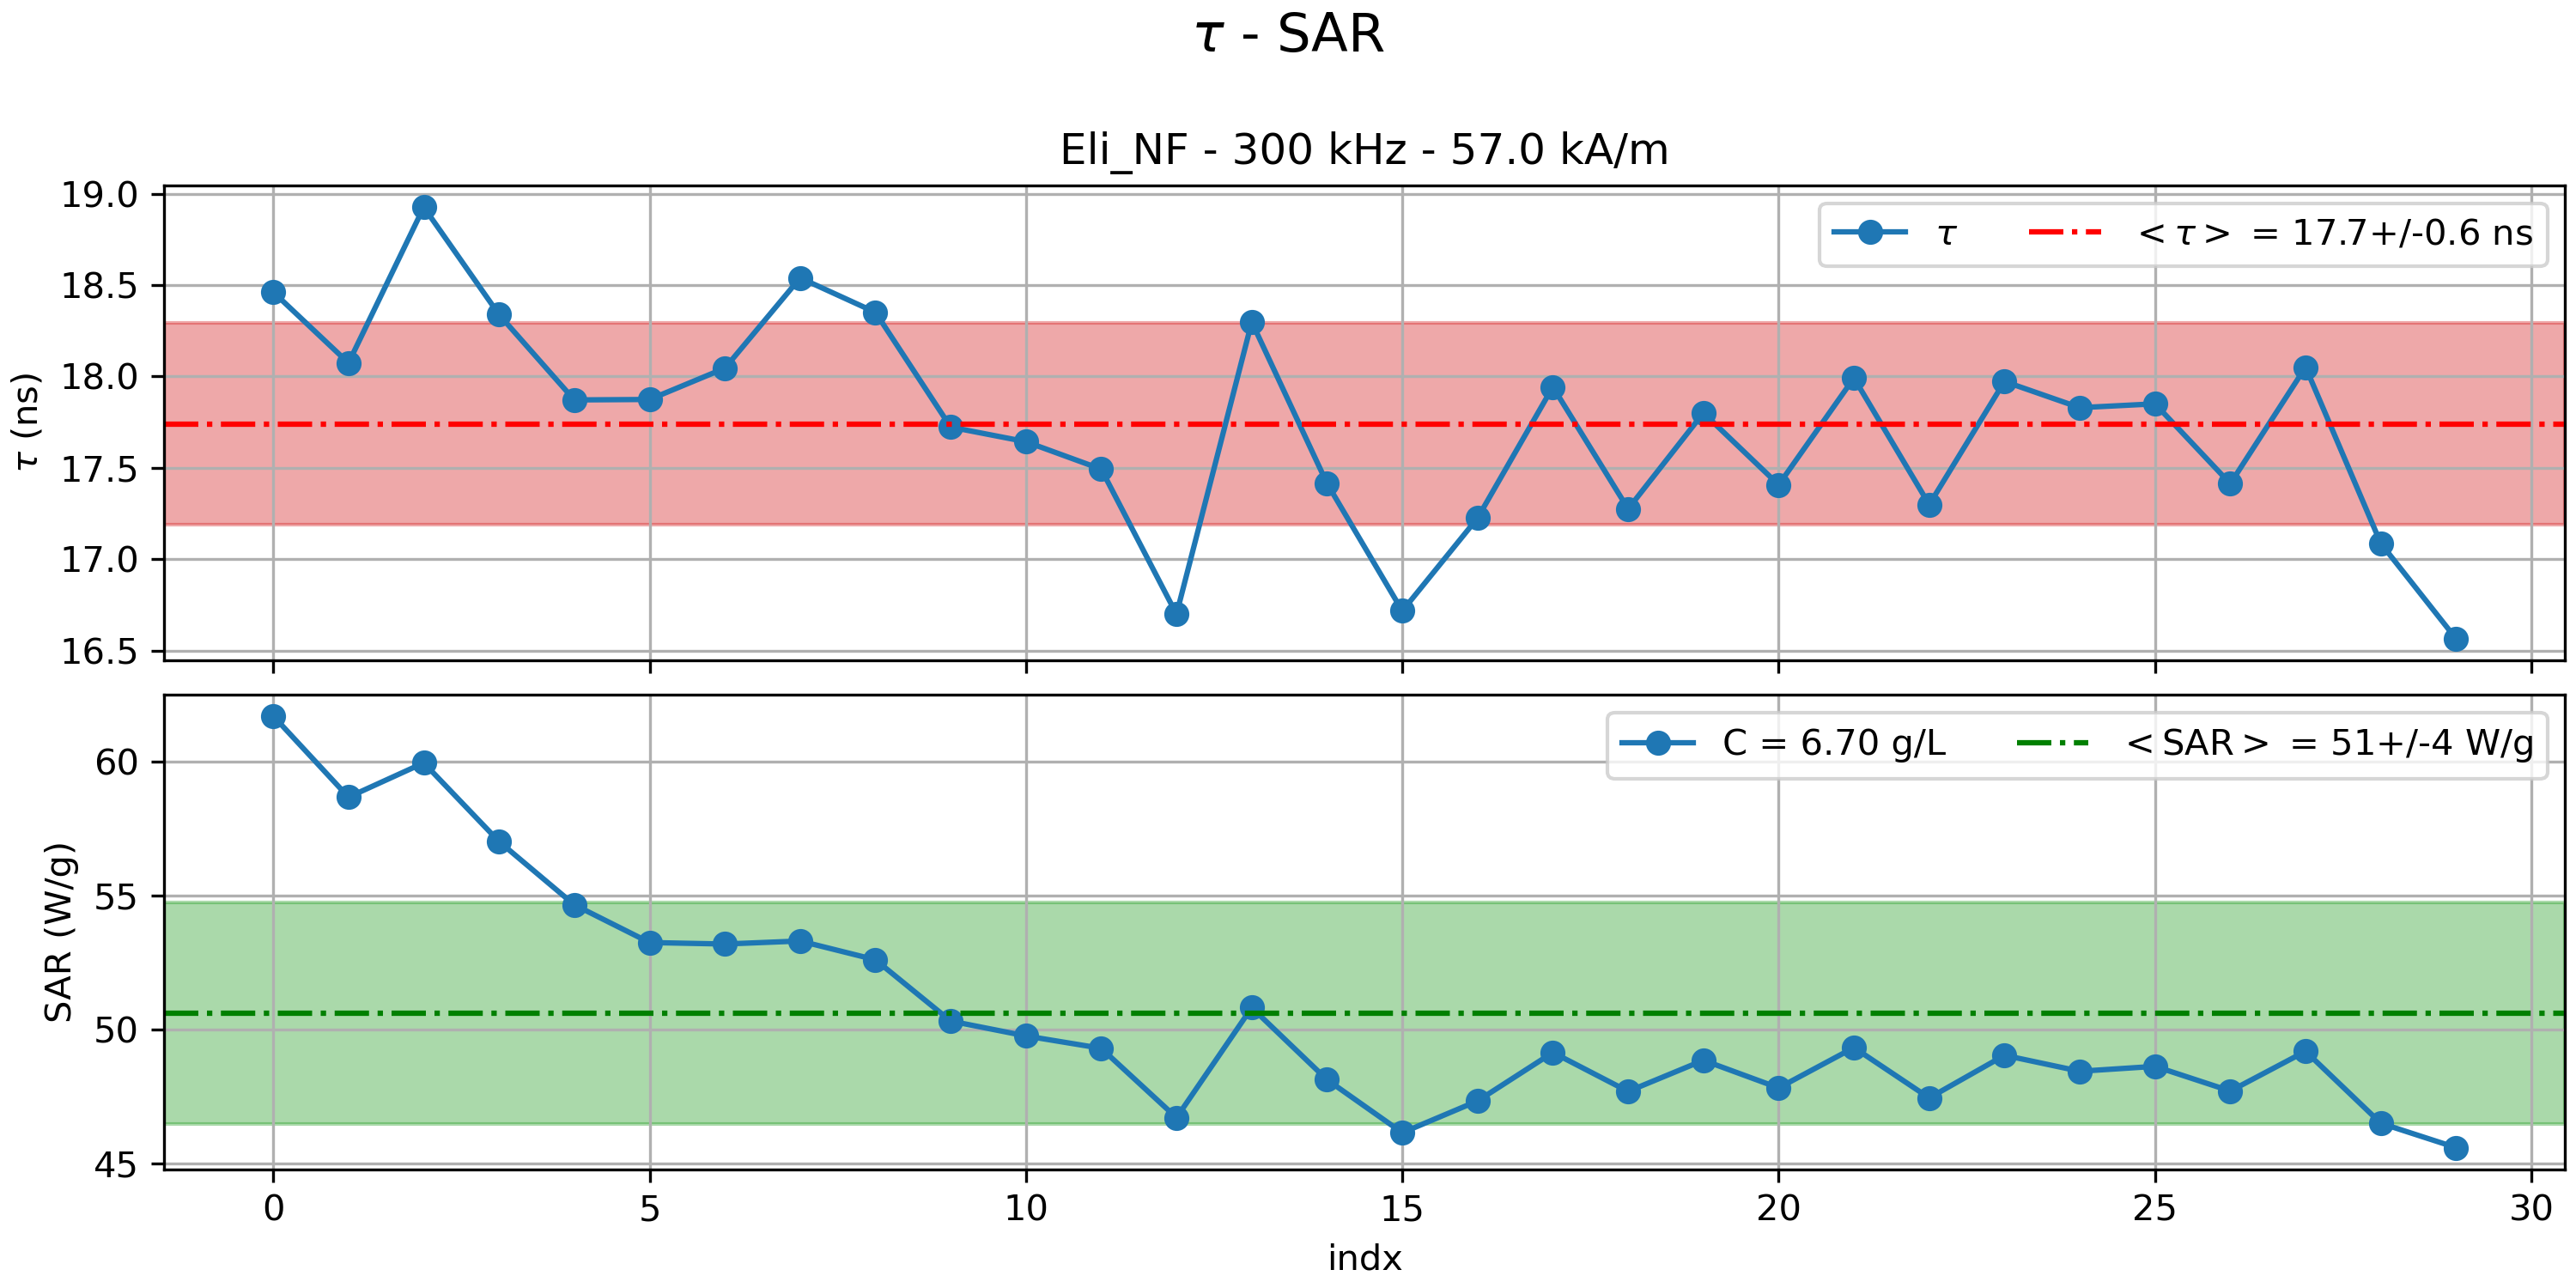 τ - SAR
Eli_NF - 300 kHz - 57.0 kA/m
19.0
18.5
18.0
17.5
17.0
16.5
τ (ns)
τ
<τ> = 17.7+/-0.6 ns
60
55
50
45
SAR (W/g)
C = 6.70 g/L
<SAR> = 51+/-4 W/g
0 5 10 15 20 25 30
indx